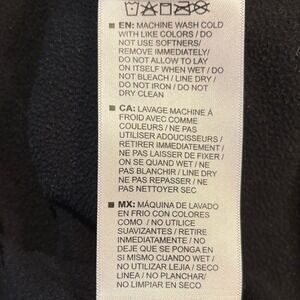 EN: MACHINE WASH COLD
WITH LIKE COLORS / DO
NOT USE SOFTNERS/
REMOVE IMMEDIATELY/
DO NOT ALLOW TO LAY
ON ITSELF WHEN WET / DO
NOT BLEACH / LINE DRY /
DO NOT IRON / DO NOT
DRY CLEAN
CA: LAVAGE MACHINE À
FROID AVEC COMME
COULEURS / NE PAS
UTILISER ADOUCISSEURS /
RETIRER IMMEDIATEMENT /
NE PAS LAISSER DE FIXER /
ON SE QUAND WET / NE
PAS BLANCHIR / LINE DRY
NE PAS REPASSER / NE
PAS NETTOYER SEC
MX: MÁQUINA DE LAVADO
EN FRIO CON COLORES
COMO / NO UTILICE
SUAVIZANTES / RETIRE
INMEDIATAMENTE / NO
DEJE QUE SE PONGA EN
SI MISMO CUANDO WET /
NO UTILIZAR LEJIA / SECO
LINEA / NO PLANCHAR/
NO LIMPIAR EN SECO